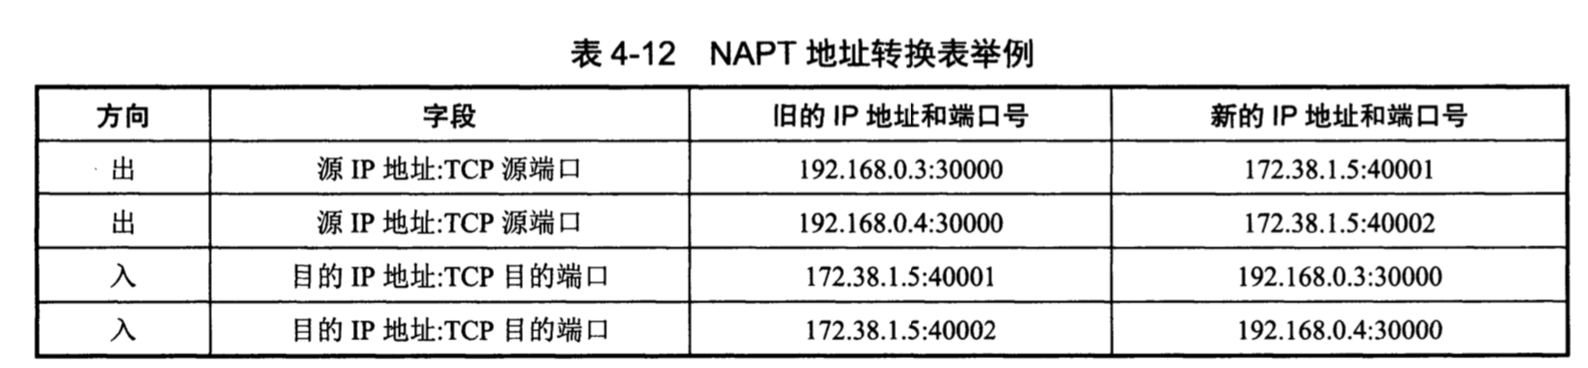 表 4-12 NAPT 地址转换表举例
方向 字段 旧的 IP 地址和端口号 新的 IP 地址和端口号
出 源 IP 地址:TCP 源端口 192.168.0.3:30000 172.38.1.5:40001
出 源 IP 地址:TCP 源端口 192.168.0.4:30000 172.38.1.5:40002
入 目的 IP 地址:TCP 目的端口 172.38.1.5:40001 192.168.0.3:30000
入 目的 IP 地址:TCP 目的端口 172.38.1.5:40002 192.168.0.4:30000